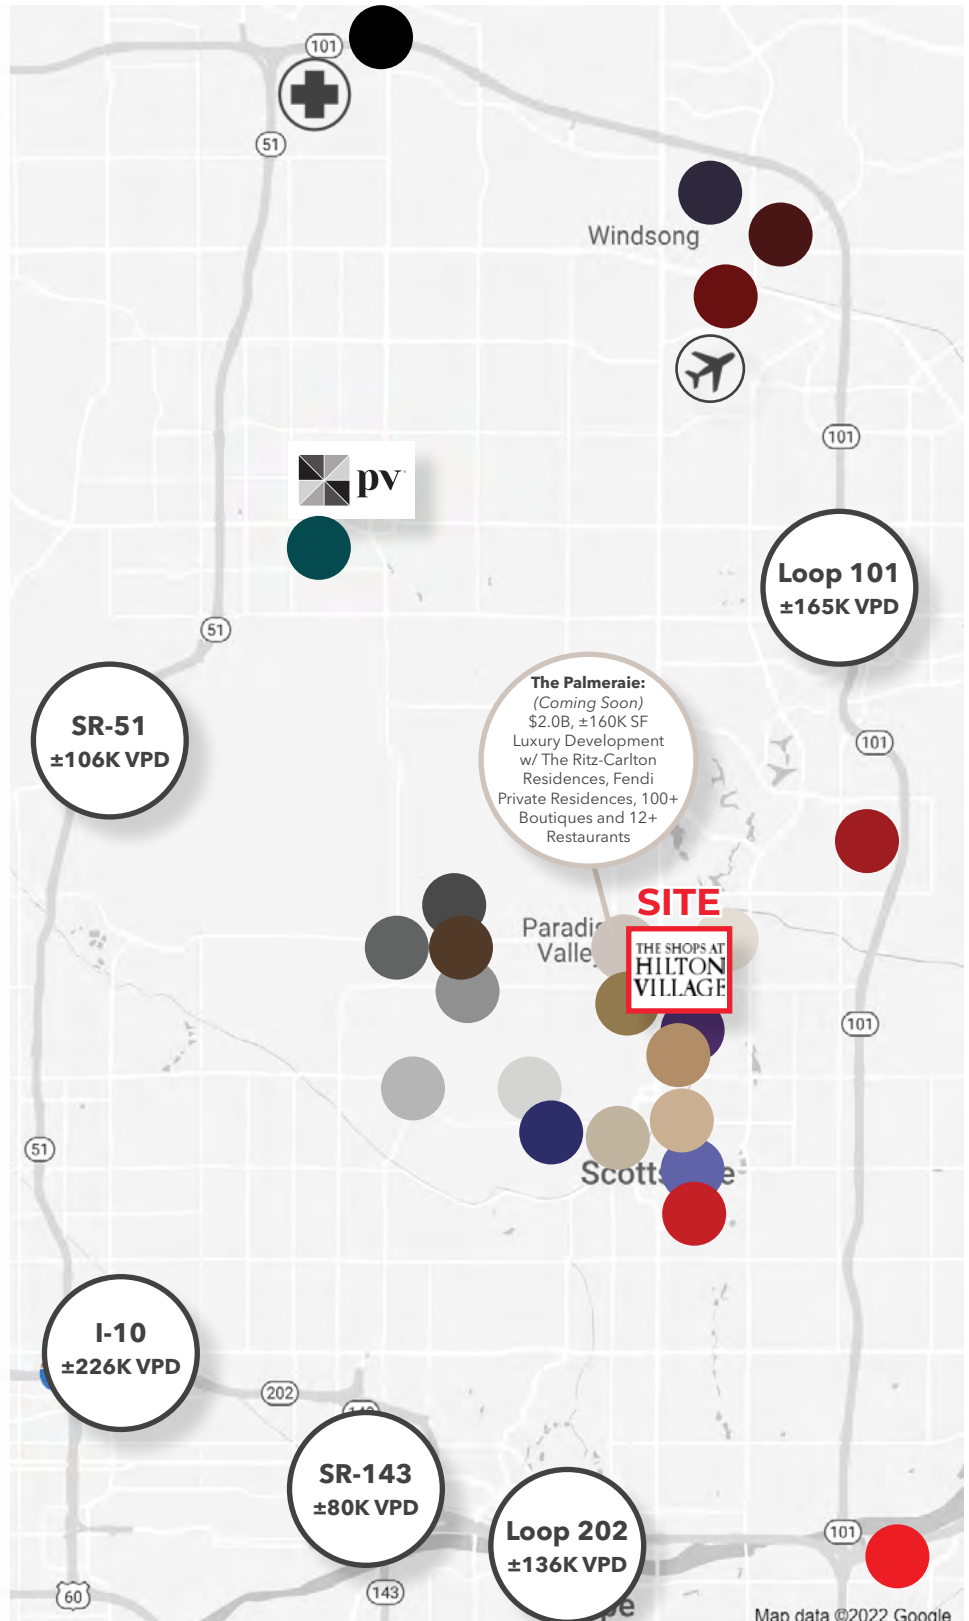 101
51
Windsong
101
pv
Loop 101
±165K VPD
51
SR-51
±106K VPD
The Palmeraie:
(Coming Soon)
$2.0B, ±160K SF
Luxury Development
w/ The Ritz-Carlton
Residences, Fendi
Private Residences, 100+
Boutiques and 12+
Restaurants
101
SITE
THE SHOPS AT
HILTON
VILLAGE
101
51
I-10
±226K VPD
202
SR-143
±80K VPD
Loop 202
±136K VPD
101
60
143
Map data ©2022 Google